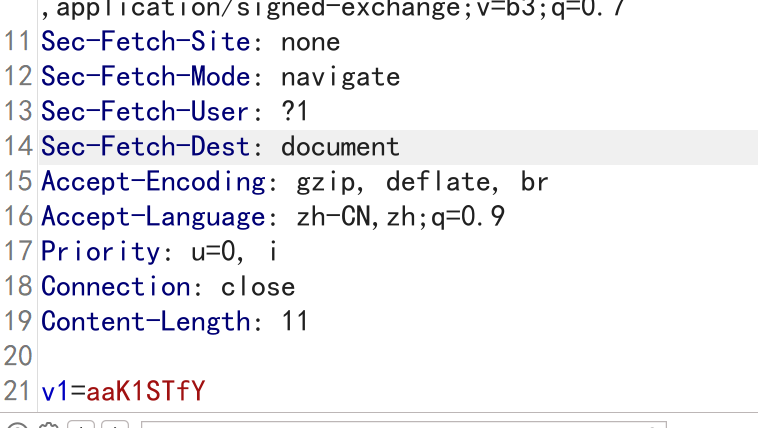 ,application/signed-exchange;v=b3;q=0.7
11 Sec-Fetch-Site: none
12 Sec-Fetch-Mode: navigate
13 Sec-Fetch-User: ?1
14 Sec-Fetch-Dest: document
15 Accept-Encoding: gzip, deflate, br
16 Accept-Language: zh-CN,zh;q=0.9
17 Priority: u=0, i
18 Connection: close
19 Content-Length: 11
20
21 v1=aaK1STfY